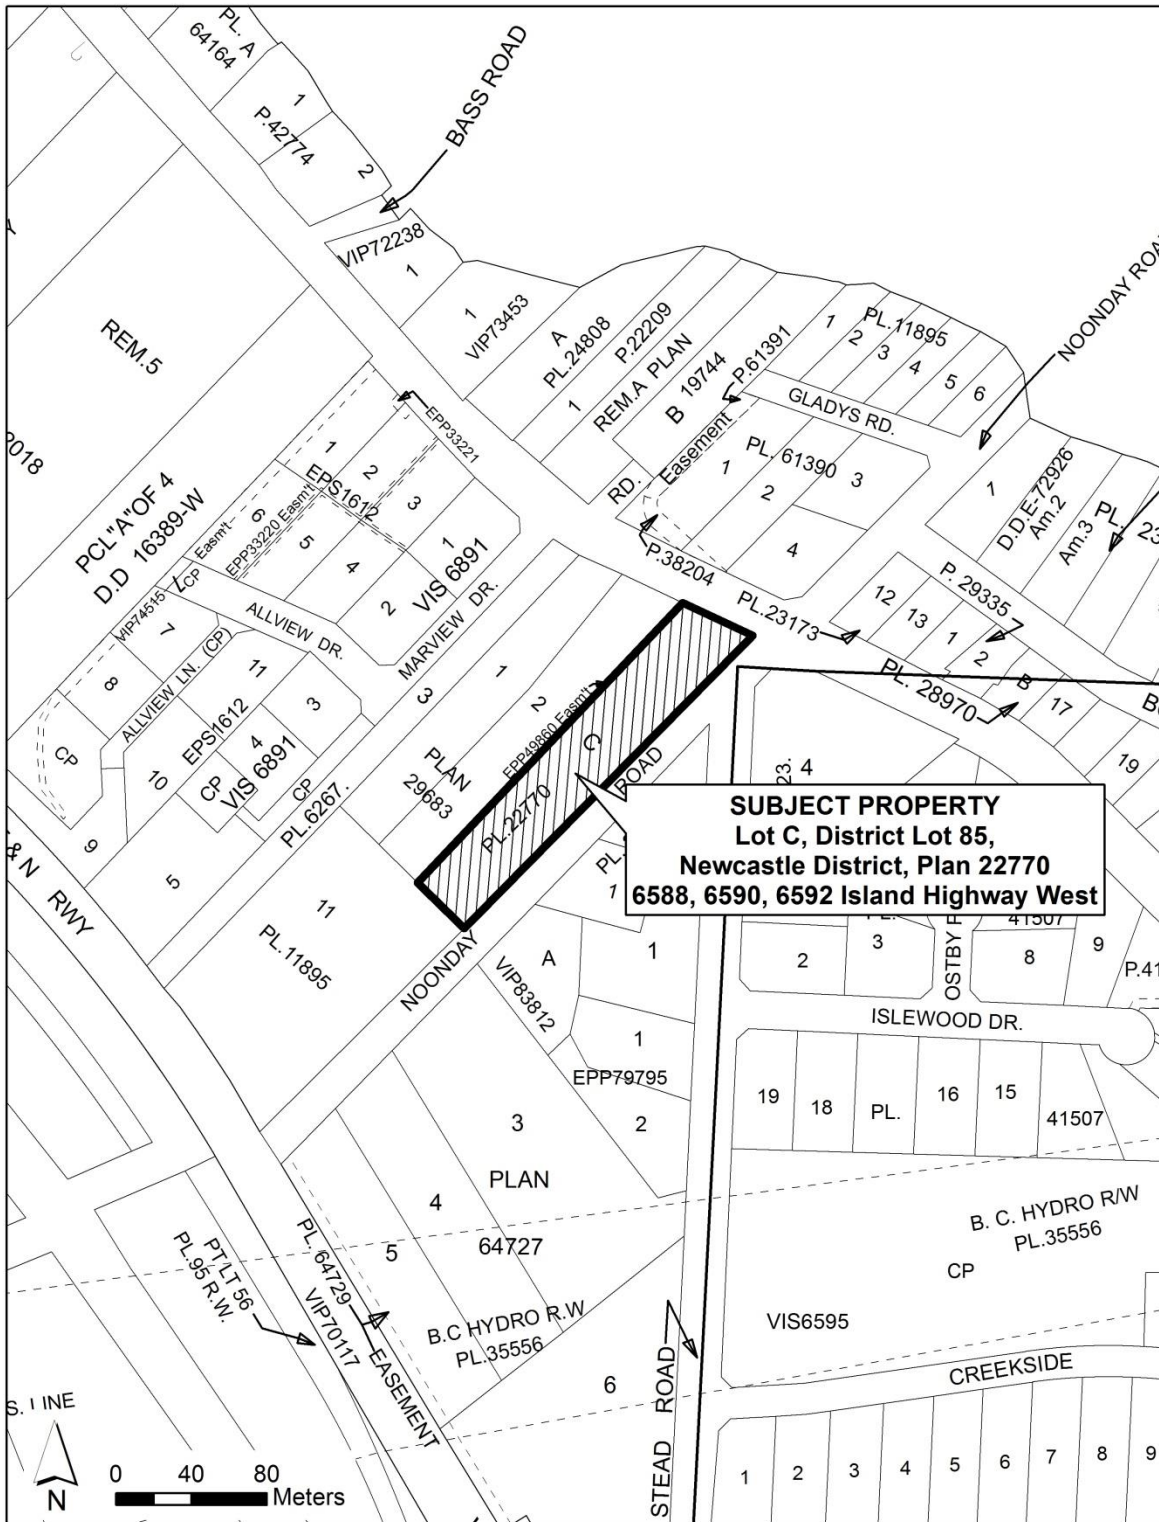 PL. A
64164
1
P.42774
2
BASS ROAD
VIP72238
1
1
VIP73453
A
PL.24808
P.22209
1
REM.A PLAN
B 19744
P.61391
PL.11895
1
2
3
4
5
6
NOONDAY ROAD
GLADYS RD.
REM.5
2018
PCL"A"OF 4
D.D 16389-W
EPP33221
1
2
3
EPS1612
1
VIS 6891
2
4
5
6
EPP33220 Easm't
Easm't
CP
7
VIP74515
7
8
ALLVIEW DR.
ALLVIEW LN. (CP)
MARVIEW DR.
RD.
Easement
1
PL. 61390
2
3
4
P.38204
PL.23173
1
D.D.E-72926
Am.2
Am.3
PL. 23
P. 29335
12
13
1
2
B
17
19
PL. 28970
11
EPS1612
3
4
VIS 6891
CP
CP
CP
10
9
5
PL.6267.
3
1
2
PLAN
29683
EPP49860 Easm't
C
PL.22770
ROAD
23.
4
SUBJECT PROPERTY
Lot C, District Lot 85,
Newcastle District, Plan 22770
6588, 6590, 6592 Island Highway West
& N RWY
11
PL. 11895
NOONDAY
PL.
1
A
VIP83812
1
1
EPP79795
2
2
3
41507
8
9
P.41
ISLEWOOD DR.
19
18
PL.
16
15
41507
3
PLAN
4
64727
5
B.C HYDRO R.W
PL.35556
6
PT LT 56
PL.95 R.W.
PL. 64729
VIP70117
EASEMENT
B. C. HYDRO R/W
PL.35556
CP
VIS6595
CREEKSIDE
STEAD ROAD
1
2
3
4
5
6
7
8
9
N
0 40 80
Meters